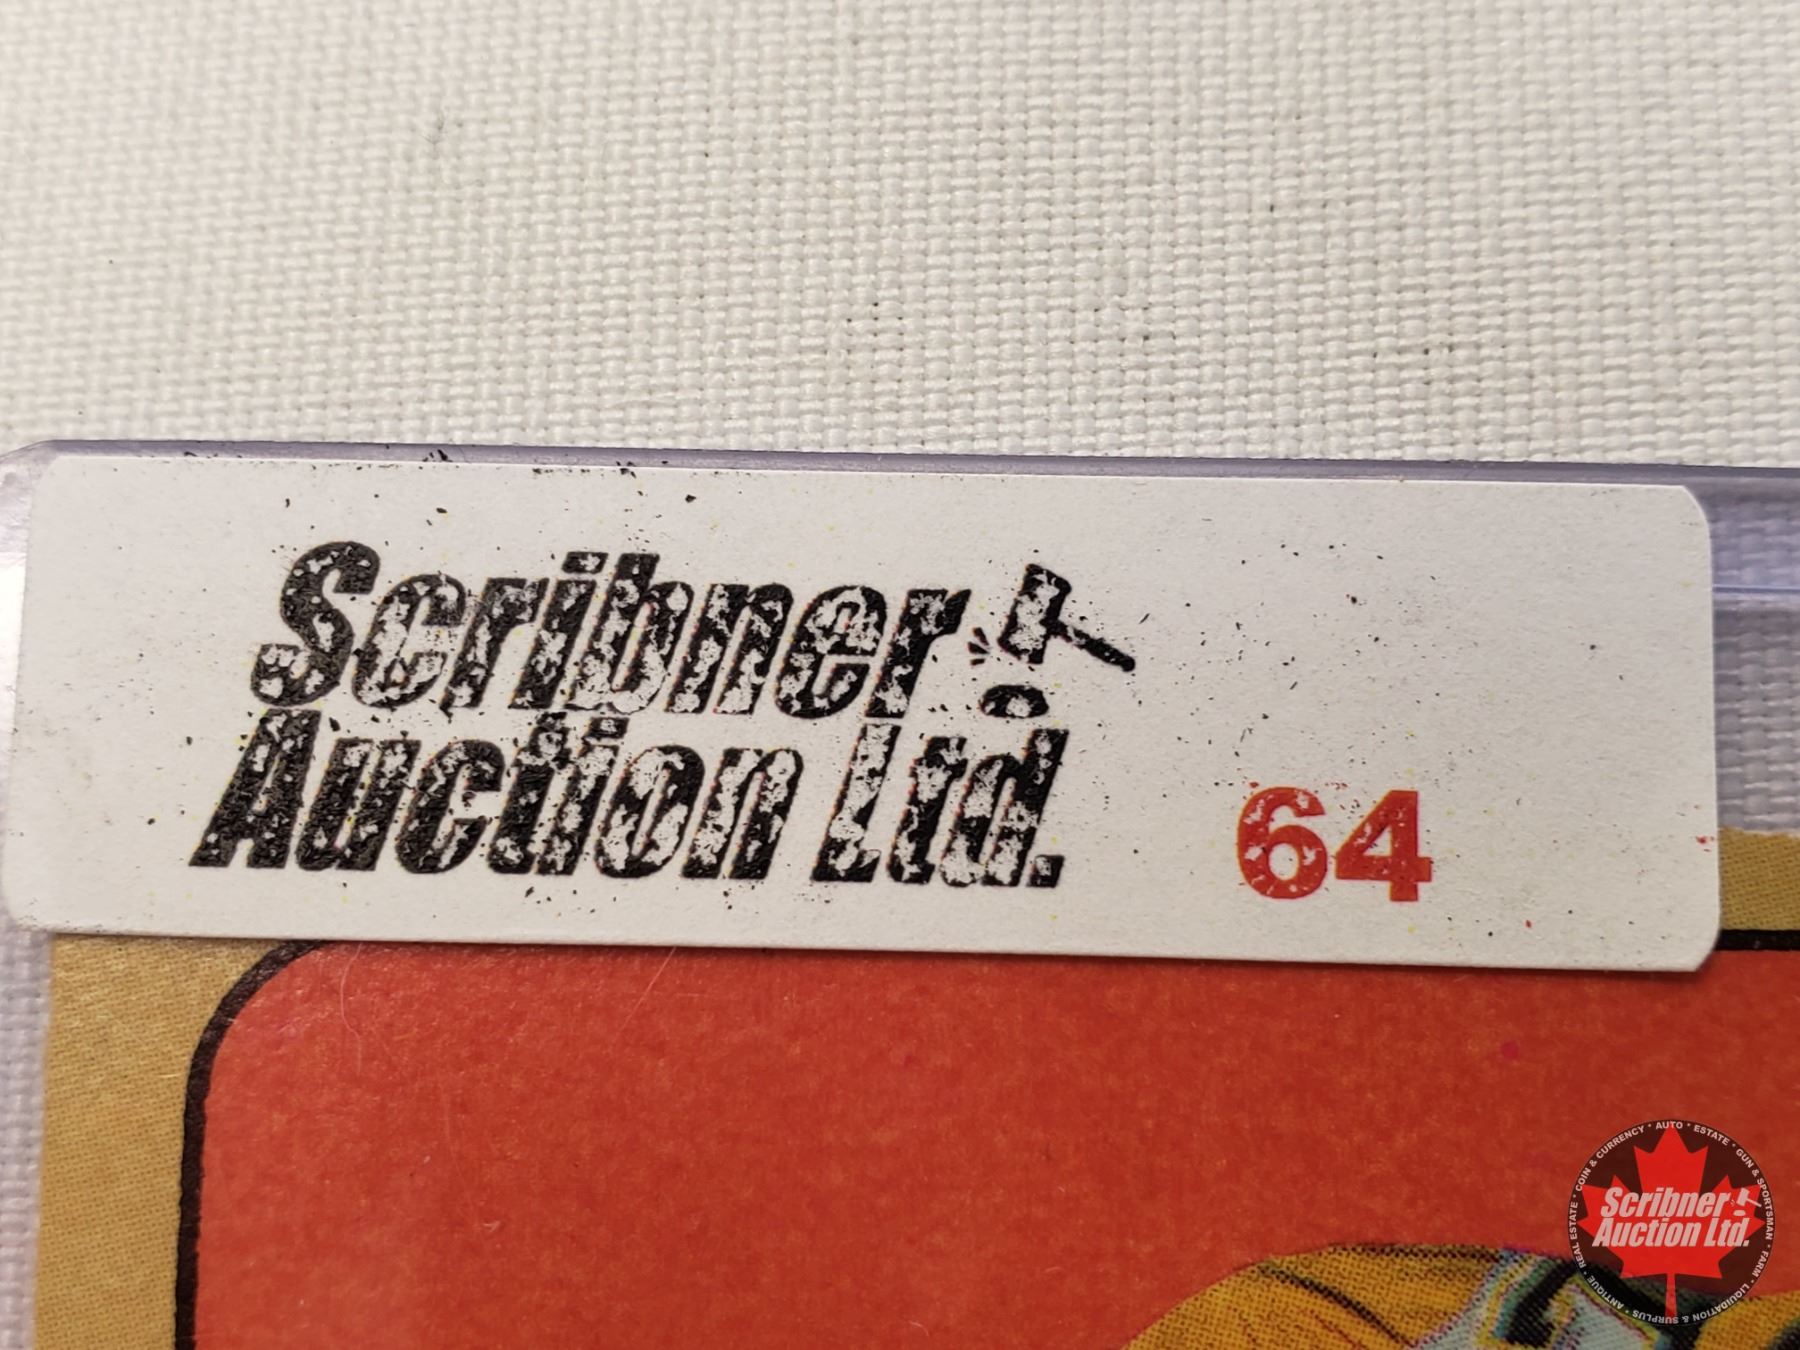 Scribner
Auction Ltd.
64
COIN & CURRENCY * AUTO * ESTATE * GUN & SPORTSMAN * FARM * LIQUIDATION & SURPLUS * ANTIQUE * REAL ESTATE *
Scribner
Auction Ltd.